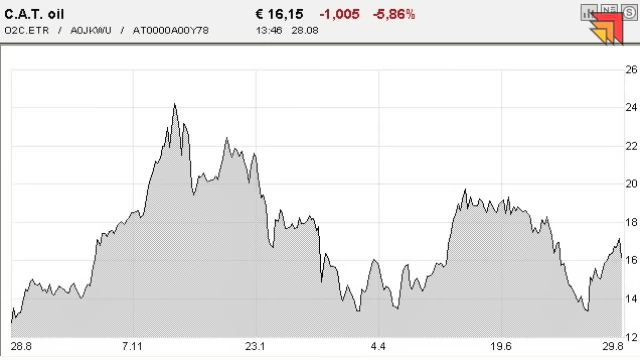 C.A.T. oil € 16,15 -1,005 -5,86%
O2C.ETR / A0JKWU / AT0000A00Y78 13:46 28.08
26
24
22
20
18
16
14
12
28.8 7.11 23.1 4.4 19.6 29.8